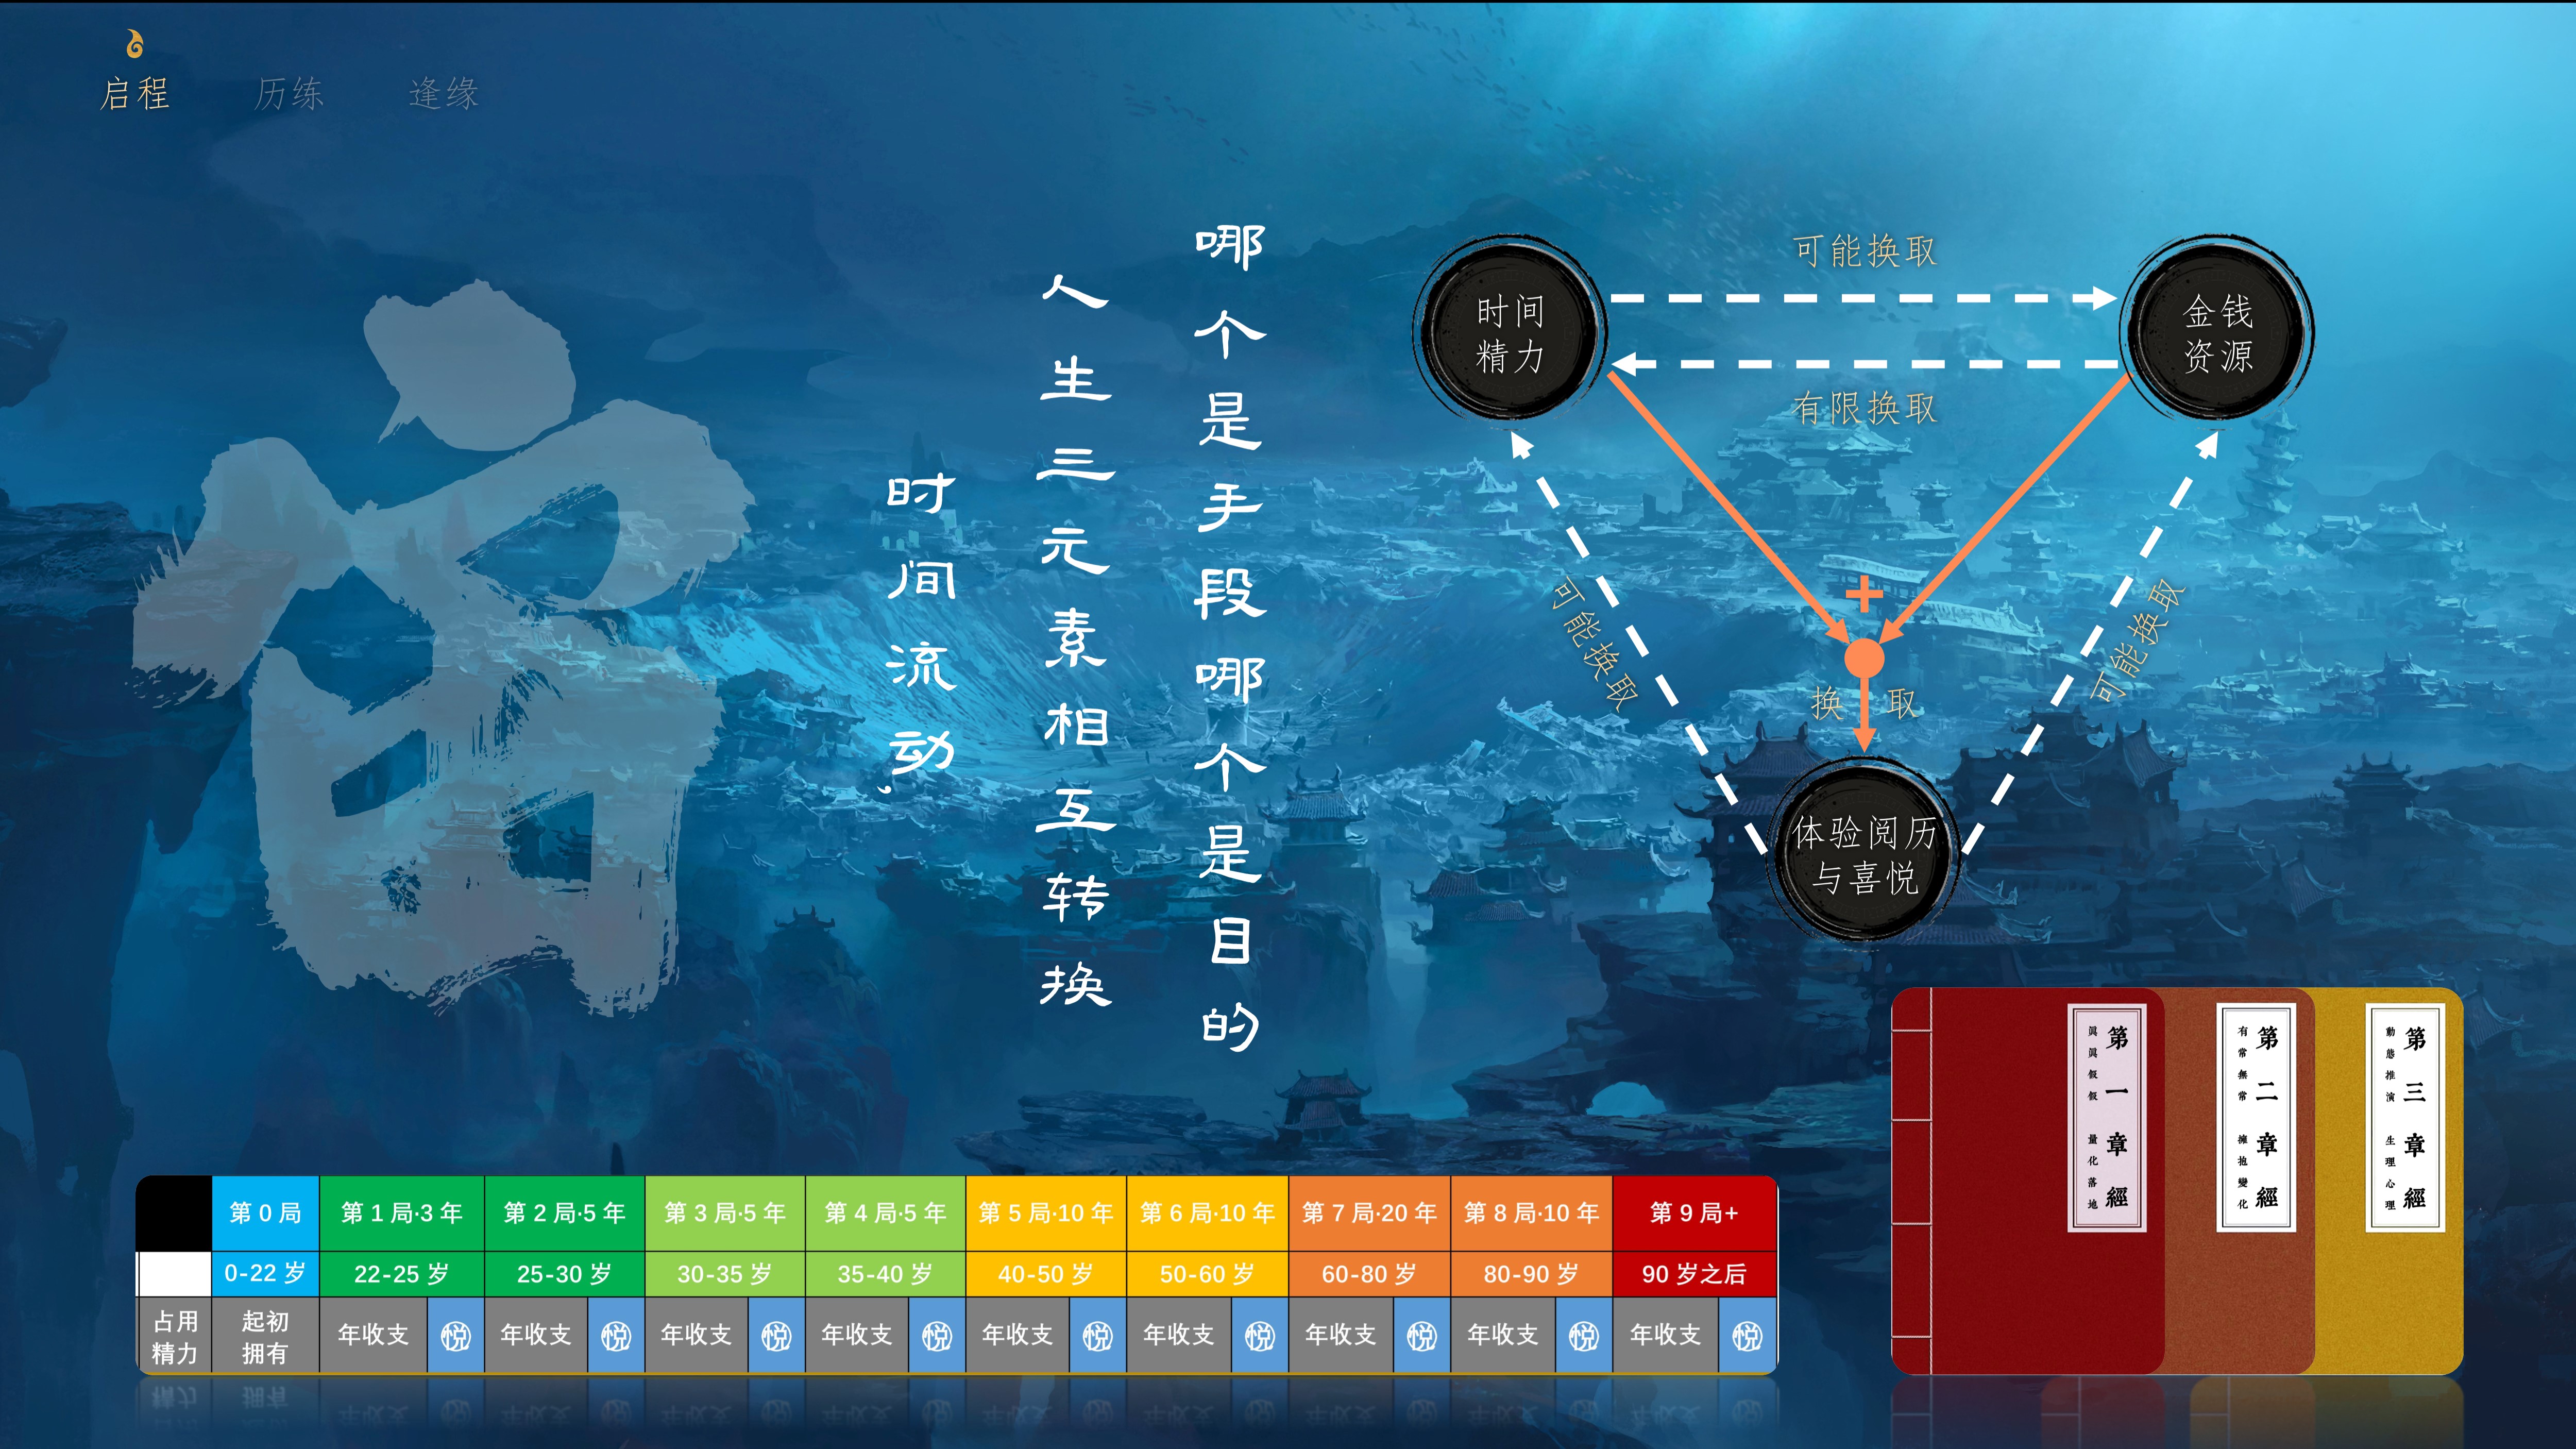 启程 历练 逢缘
哪个是手段哪个是目的
人生三元素相互转换
时间流动，
时间
精力
可能换取
有限换取
金钱
资源
+
可能换取
换取
可能换取
体验阅历
与喜悦
第 0 局 第 1 局·3 年 第 2 局·5 年 第 3 局·5 年 第 4 局·5 年 第 5 局·10 年 第 6 局·10 年 第 7 局·20 年 第 8 局·10 年 第 9 局+
0-22 岁 22-25 岁 25-30 岁 30-35 岁 35-40 岁 40-50 岁 50-60 岁 60-80 岁 80-90 岁 90 岁之后
占用
精力
起初
拥有
年收支 悦 年收支 悦 年收支 悦 年收支 悦 年收支 悦 年收支 悦 年收支 悦 年收支 悦 年收支 悦
第一章經
眞眞假假 量化落地
第二章經
有常無常 擁抱變化
第三章經
動態推演 生理心理